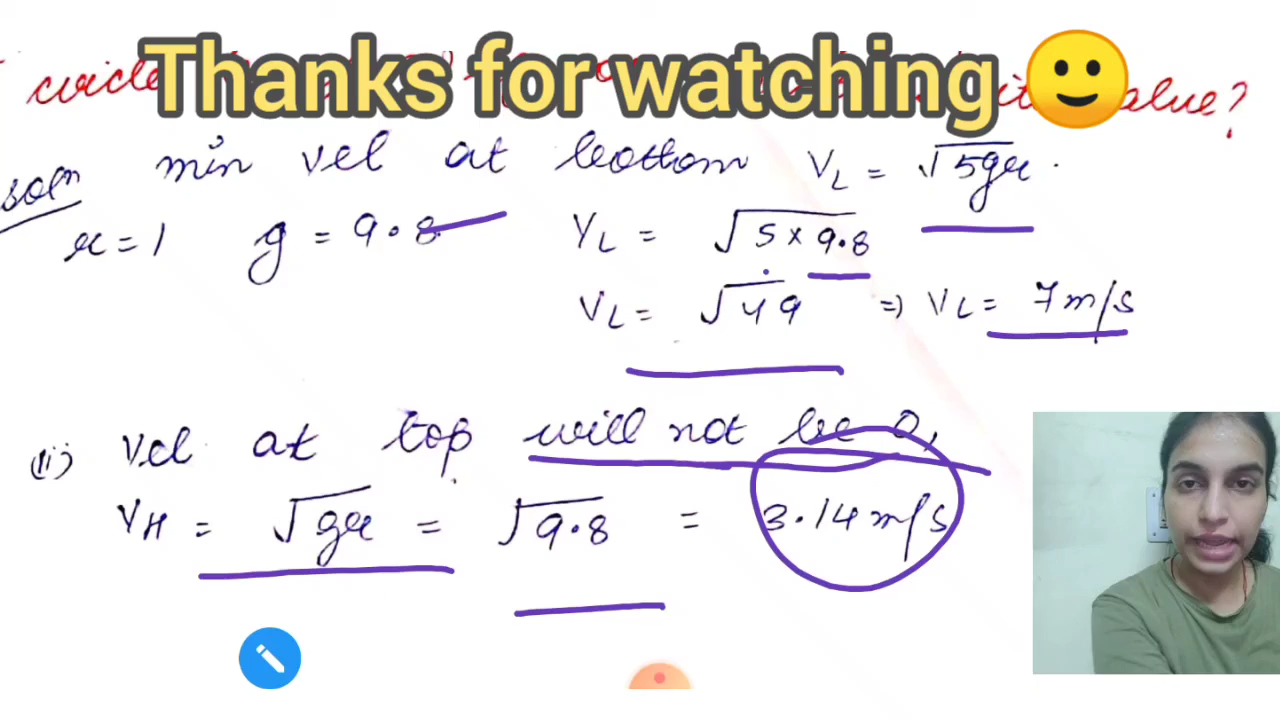 Thanks for watching
circle value?
soln min vel at bottom VL = √5gr.
r = 1 g = 9.8 VL = √5 × 9.8
VL = √49 => VL = 7 m/s
(ii) Vel at top will not be 0,
VH = √gr = √9.8 = 3.14 m/s